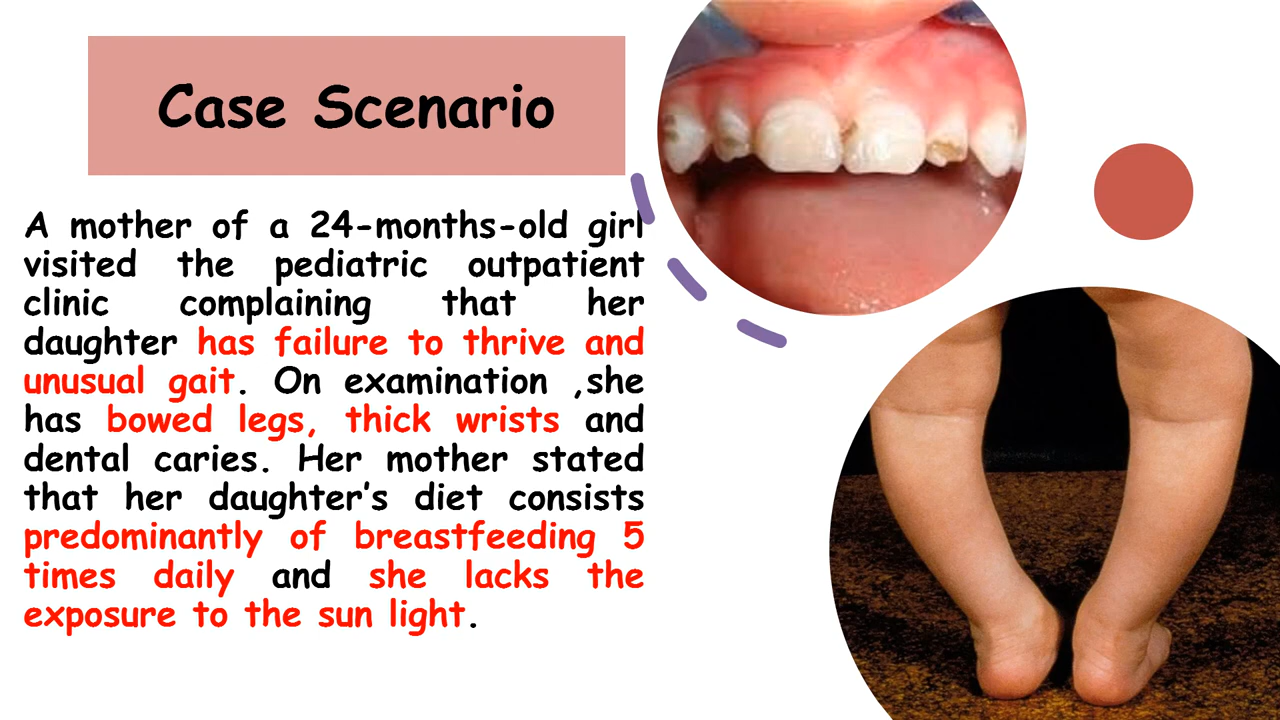 Case Scenario
A mother of a 24-months-old girl
visited the pediatric outpatient
clinic complaining that her
daughter has failure to thrive and
unusual gait. On examination ,she
has bowed legs, thick wrists and
dental caries. Her mother stated
that her daughter's diet consists
predominantly of breastfeeding 5
times daily and she lacks the
exposure to the sun light.